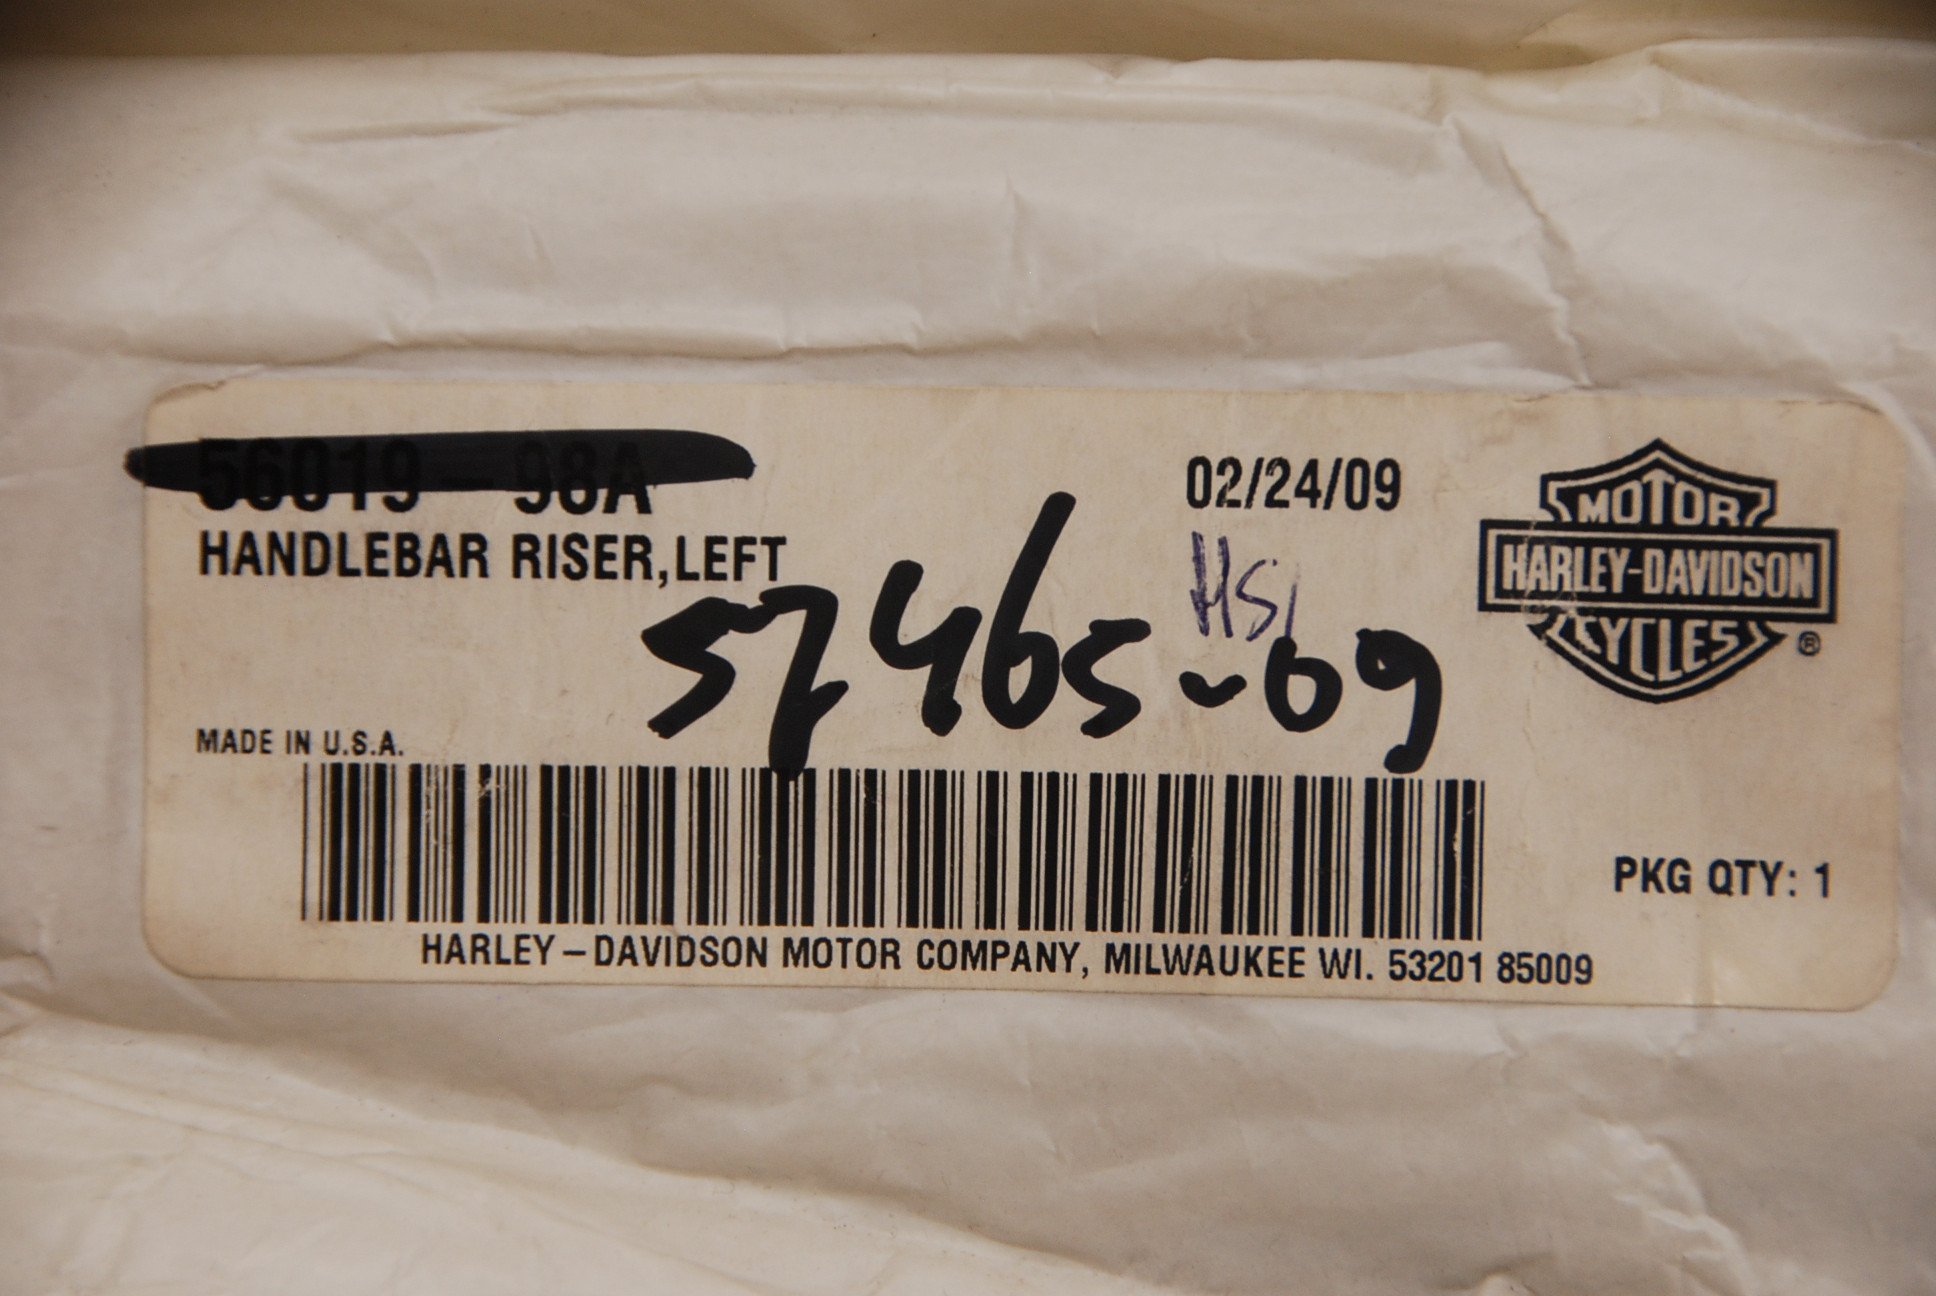 56019 - 98A
02/24/09
HANDLEBAR RISER, LEFT
HSI
57465-09
MOTOR
HARLEY-DAVIDSON
CYCLES
®
MADE IN U.S.A.
PKG QTY: 1
HARLEY-DAVIDSON MOTOR COMPANY, MILWAUKEE WI. 53201 85009